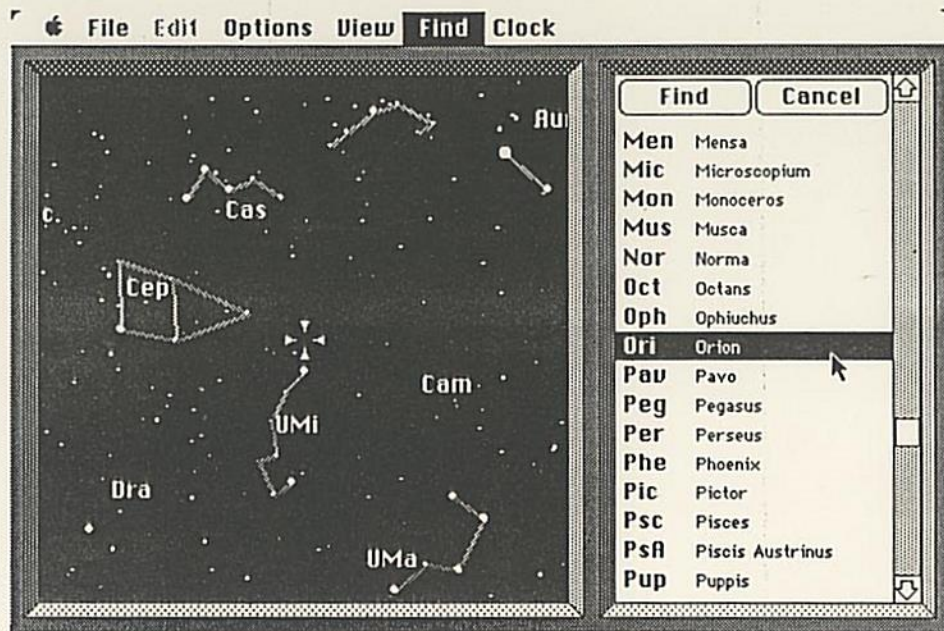 File Edit Options View Find Clock
Aur
Cas
c.
Cep
Cam
UMi
Dra
UMa
Find Cancel
Men Mensa
Mic Microscopium
Mon Monoceros
Mus Musca
Nor Norma
Oct Octans
Oph Ophiuchus
Ori Orion
Pav Pavo
Peg Pegasus
Per Perseus
Phe Phoenix
Pic Pictor
Psc Pisces
PsA Piscis Austrinus
Pup Puppis